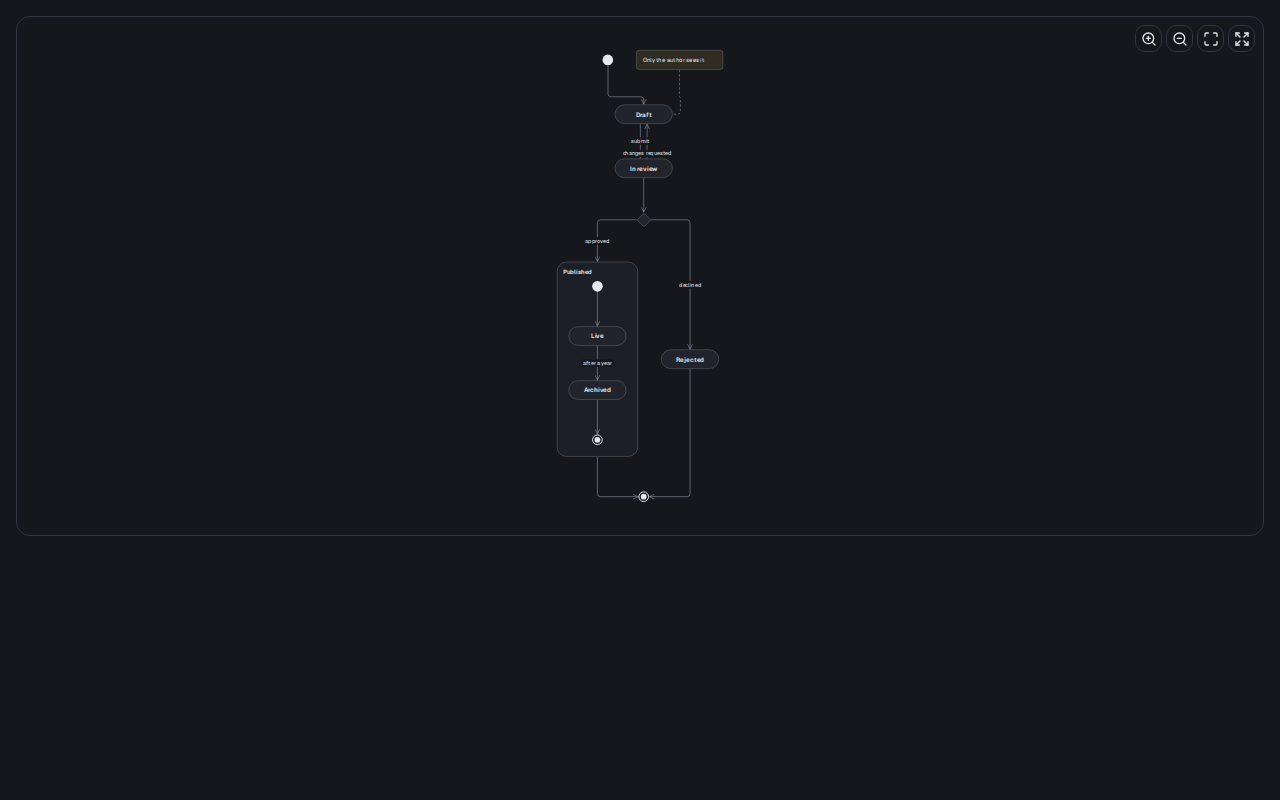 Only the author sees it
Draft
submit
changes requested
In review
approved
Published
declined
Live
Rejected
after a year
Archived